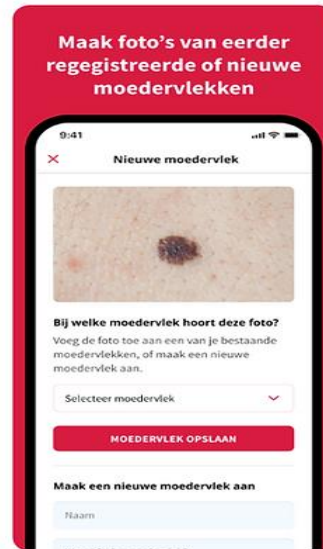 Maak foto's van eerder
regegistreerde of nieuwe
moedervlekken
9:41
Nieuwe moedervlek
Bij welke moedervlek hoort deze foto?
Voeg de foto toe aan een van je bestaande
moedervlekken, of maak een nieuwe
moedervlek aan.
Selecteer moedervlek
MOEDERVLEK OPSLAAN
Maak een nieuwe moedervlek aan
Naam